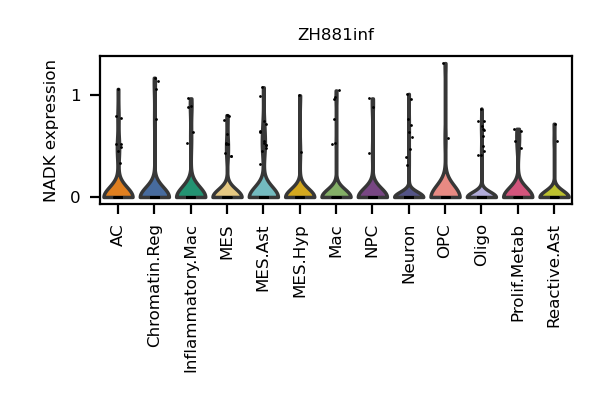 ZH881inf
NADK expression
1
0
AC
Chromatin.Reg
Inflammatory.Mac
MES
MES.Ast
MES.Hyp
Mac
NPC
Neuron
OPC
Oligo
Prolif.Metab
Reactive.Ast